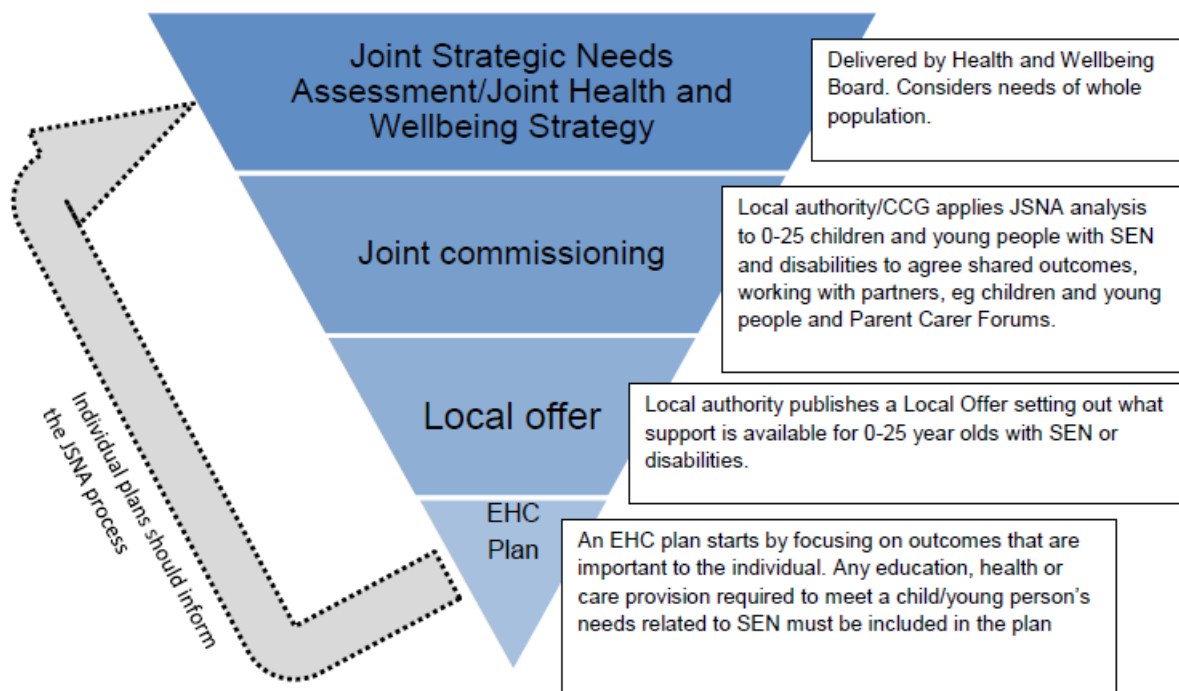 Joint Strategic Needs
Assessment/Joint Health and
Wellbeing Strategy
Delivered by Health and Wellbeing
Board. Considers needs of whole
population.
Joint commissioning
Local authority/CCG applies JSNA analysis
to 0-25 children and young people with SEN
and disabilities to agree shared outcomes,
working with partners, eg children and young
people and Parent Carer Forums.
Local offer
Local authority publishes a Local Offer setting out what
support is available for 0-25 year olds with SEN or
disabilities.
EHC
Plan
An EHC plan starts by focusing on outcomes that are
important to the individual. Any education, health or
care provision required to meet a child/young person's
needs related to SEN must be included in the plan
Individual plans should inform
the JSNA process